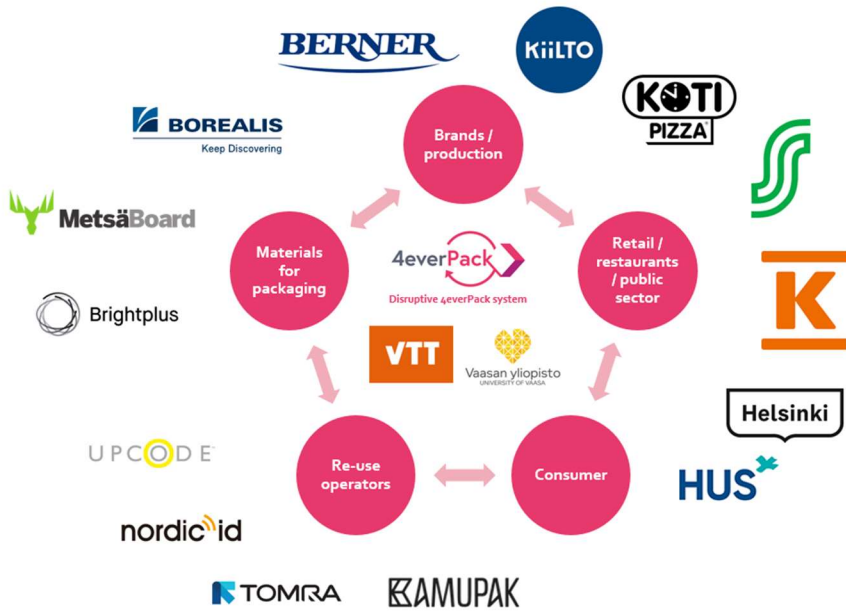 BERNER
KiiLTO
KOTI
PIZZA
BOREALIS
Keep Discovering
Brands /
production
MetsäBoard
Materials
for
packaging
4everPack
Disruptive 4everPack system
Retail /
restaurants
/ public
sector
K
Brightplus
VTT
Vaasan yliopisto
UNIVERSITY OF VAASA
Helsinki
UPCODE™
Re-use
operators
Consumer
HUS
nordic id
TOMRA
KAMUPAK